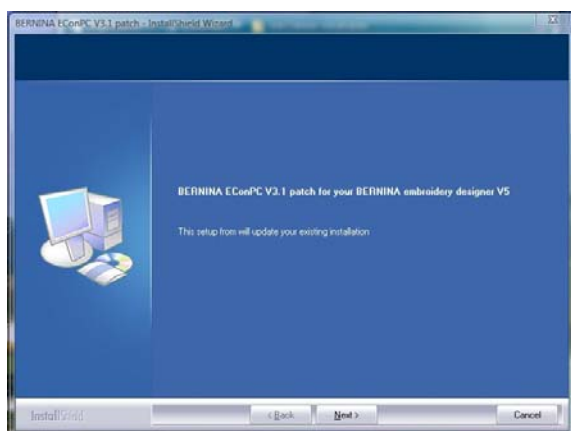 BERNINA EConPC V3.1 patch - InstallShield Wizard
BERNINA EConPC V3.1 patch for your BERNINA embroidery designer V5
This setup from will update your existing installation
InstallShield
< Back
Next >
Cancel